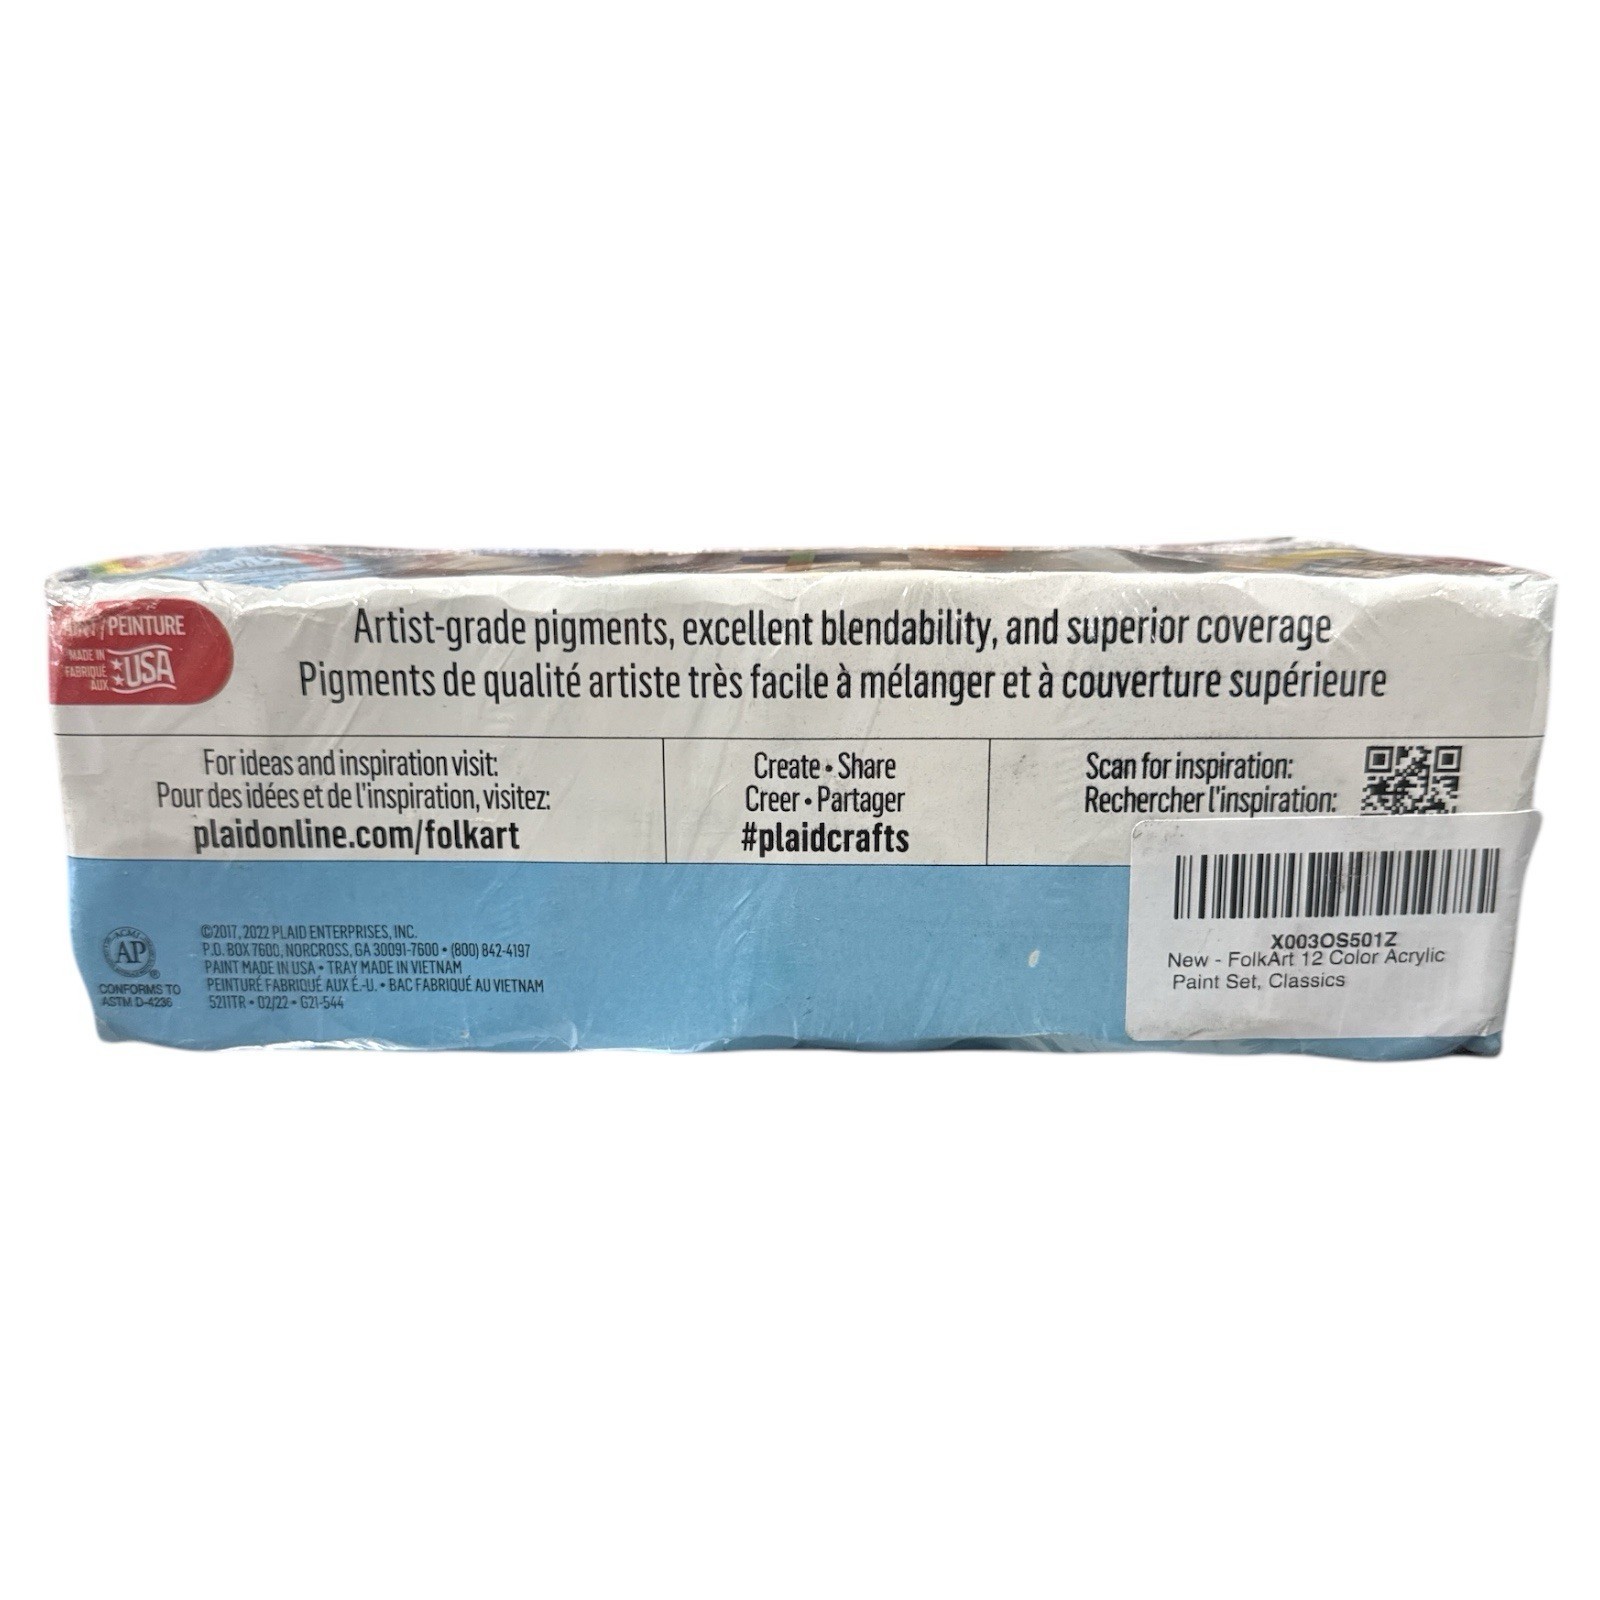 PAINT/PEINTURE
MADE IN
FABRIQUÉ
AUX
USA
Artist-grade pigments, excellent blendability, and superior coverage
Pigments de qualité artiste très facile à mélanger et à couverture supérieure
For ideas and inspiration visit:
Pour des idées et de l'inspiration, visitez:
plaidonline.com/folkart
Create • Share
Creer • Partager
#plaidcrafts
Scan for inspiration:
Rechercher l'inspiration:
ACMI
AP
®
CONFORMS TO
ASTM D-4236
©2017, 2022 PLAID ENTERPRISES, INC.
P.O. BOX 7600, NORCROSS, GA 30091-7600 • (800) 842-4197
PAINT MADE IN USA • TRAY MADE IN VIETNAM
PEINTURE FABRIQUÉ AUX É.-U. • BAC FABRIQUÉ AU VIETNAM
5211TR • 02/22 • G21-544
X003OS501Z
New - FolkArt 12 Color Acrylic
Paint Set, Classics